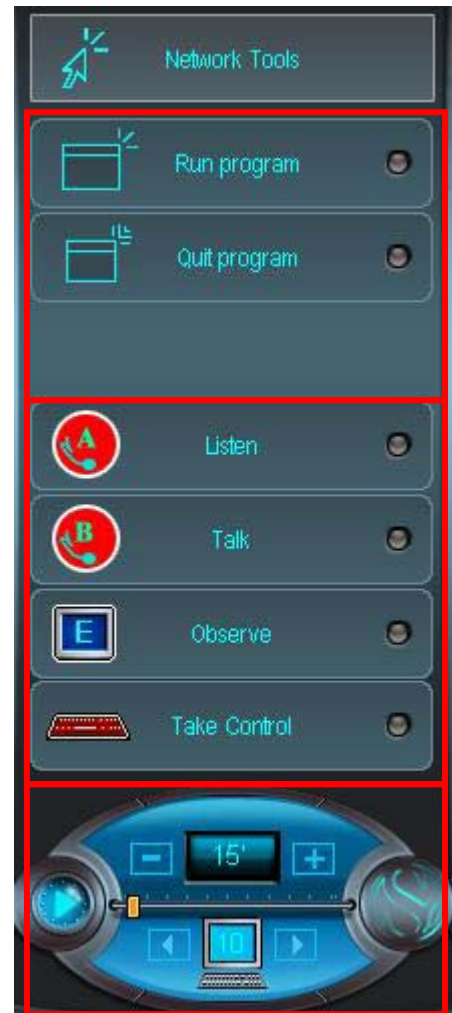 Network Tools
Run program
Quit program
A
Listen
B
Talk
E
Observe
Take Control
15'
10